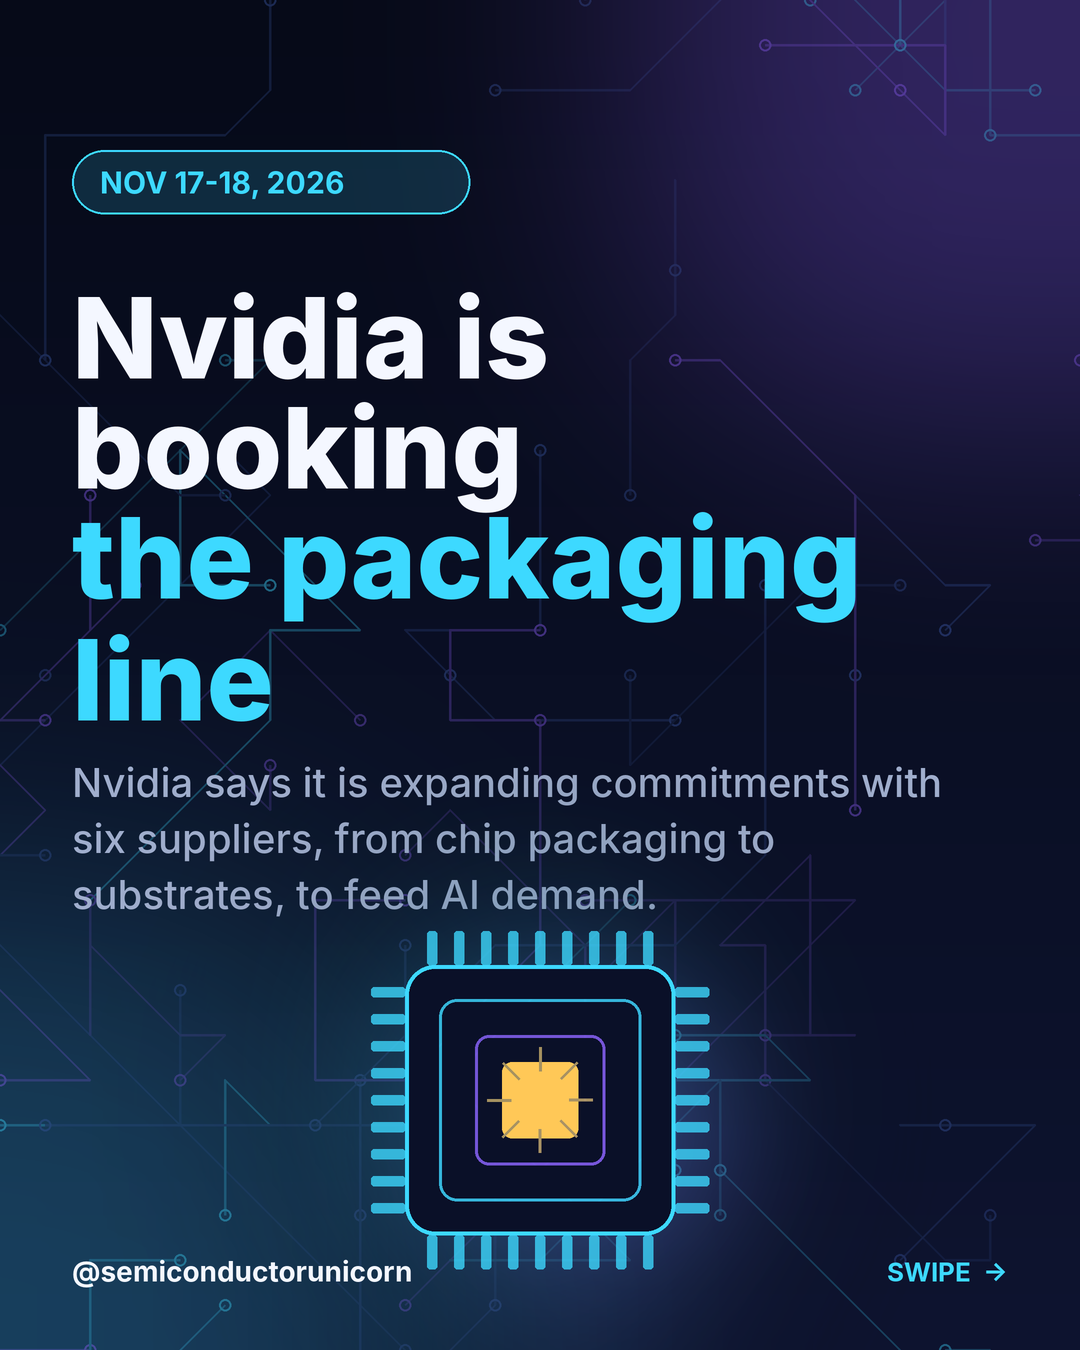 NOV 17-18, 2026
Nvidia is
booking
the packaging
line
Nvidia says it is expanding commitments with
six suppliers, from chip packaging to
substrates, to feed AI demand.
@semiconductorunicorn
SWIPE →